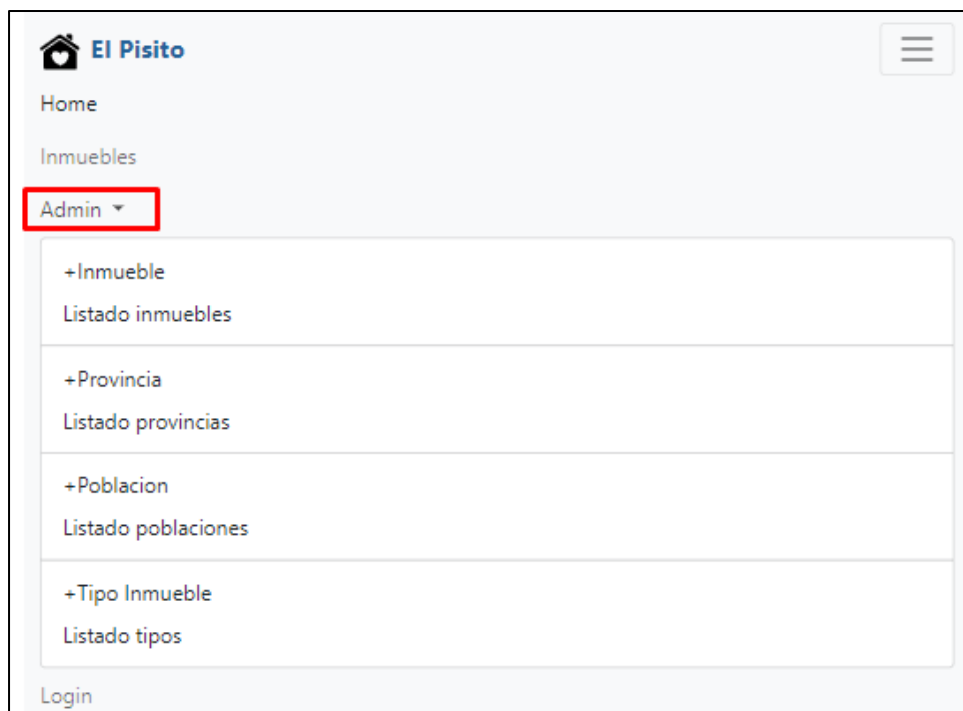 El Pisito
Home
Inmuebles
Admin
+Inmueble
Listado inmuebles
+Provincia
Listado provincias
+Poblacion
Listado poblaciones
+Tipo Inmueble
Listado tipos
Login